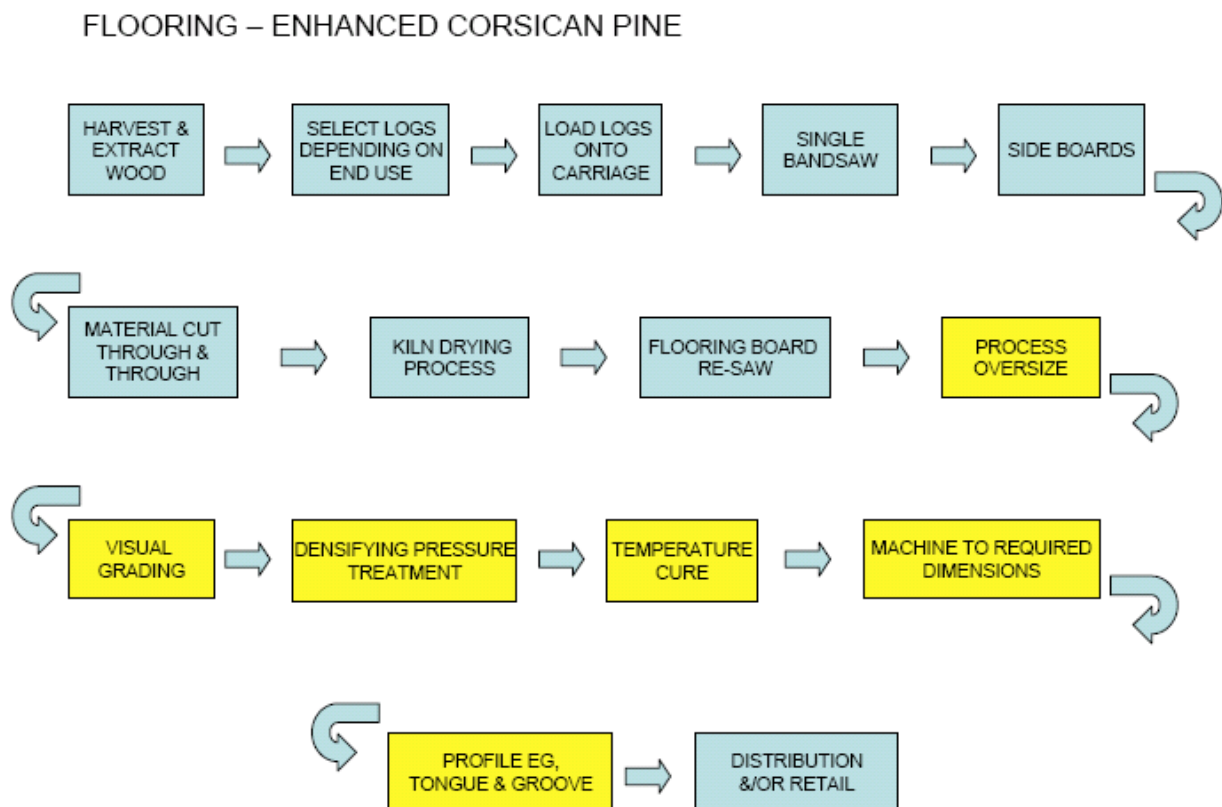 FLOORING – ENHANCED CORSICAN PINE
HARVEST &
EXTRACT
WOOD
SELECT LOGS
DEPENDING ON
END USE
LOAD LOGS
ONTO
CARRIAGE
SINGLE
BANDSAW
SIDE BOARDS
MATERIAL CUT
THROUGH &
THROUGH
KILN DRYING
PROCESS
FLOORING BOARD
RE-SAW
PROCESS
OVERSIZE
VISUAL
GRADING
DENSIFYING PRESSURE
TREATMENT
TEMPERATURE
CURE
MACHINE TO REQUIRED
DIMENSIONS
PROFILE EG,
TONGUE & GROOVE
DISTRIBUTION
&/OR RETAIL